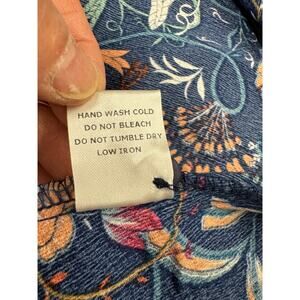 HAND WASH COLD
DO NOT BLEACH
DO NOT TUMBLE DRY
LOW IRON